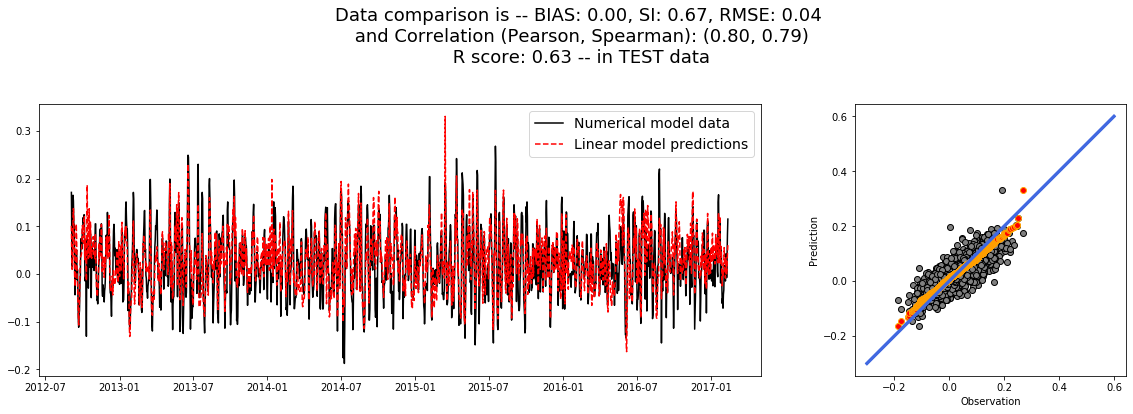 Data comparison is -- BIAS: 0.00, SI: 0.67, RMSE: 0.04
and Correlation (Pearson, Spearman): (0.80, 0.79)
R score: 0.63 -- in TEST data
0.3
0.2
0.1
0.0
−0.1
−0.2
Numerical model data
Linear model predictions
2012-07 2013-01 2013-07 2014-01 2014-07 2015-01 2015-07 2016-01 2016-07 2017-01
Prediction
0.6
0.4
0.2
0.0
−0.2
−0.2 0.0 0.2 0.4 0.6
Observation